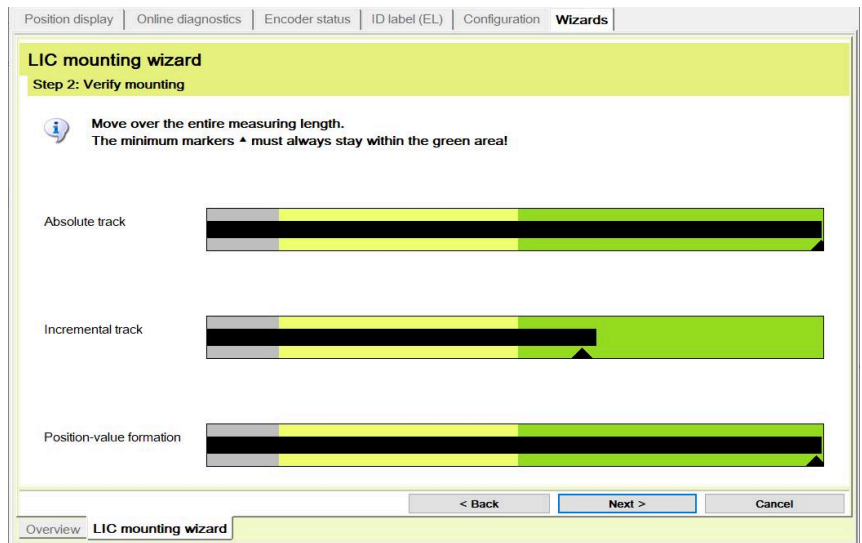 Position display Online diagnostics Encoder status ID label (EL) Configuration Wizards
LIC mounting wizard
Step 2: Verify mounting
Move over the entire measuring length.
The minimum markers ▲ must always stay within the green area!
Absolute track
Incremental track
Position-value formation
< Back Next > Cancel
Overview LIC mounting wizard